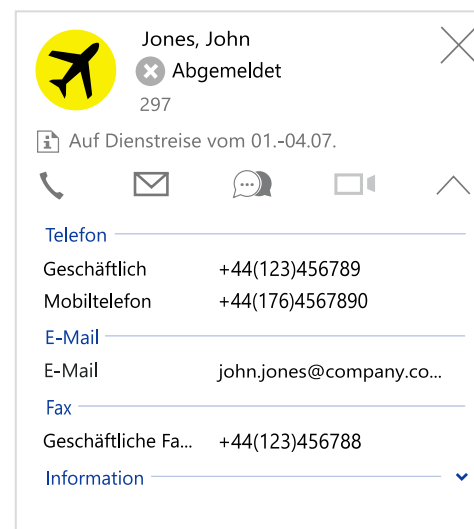 Jones, John
Abgemeldet
297
Auf Dienstreise vom 01.-04.07.
Telefon
Geschäftlich +44(123)456789
Mobiltelefon +44(176)4567890
E-Mail
E-Mail john.jones@company.co...
Fax
Geschäftliche Fa... +44(123)456788
Information